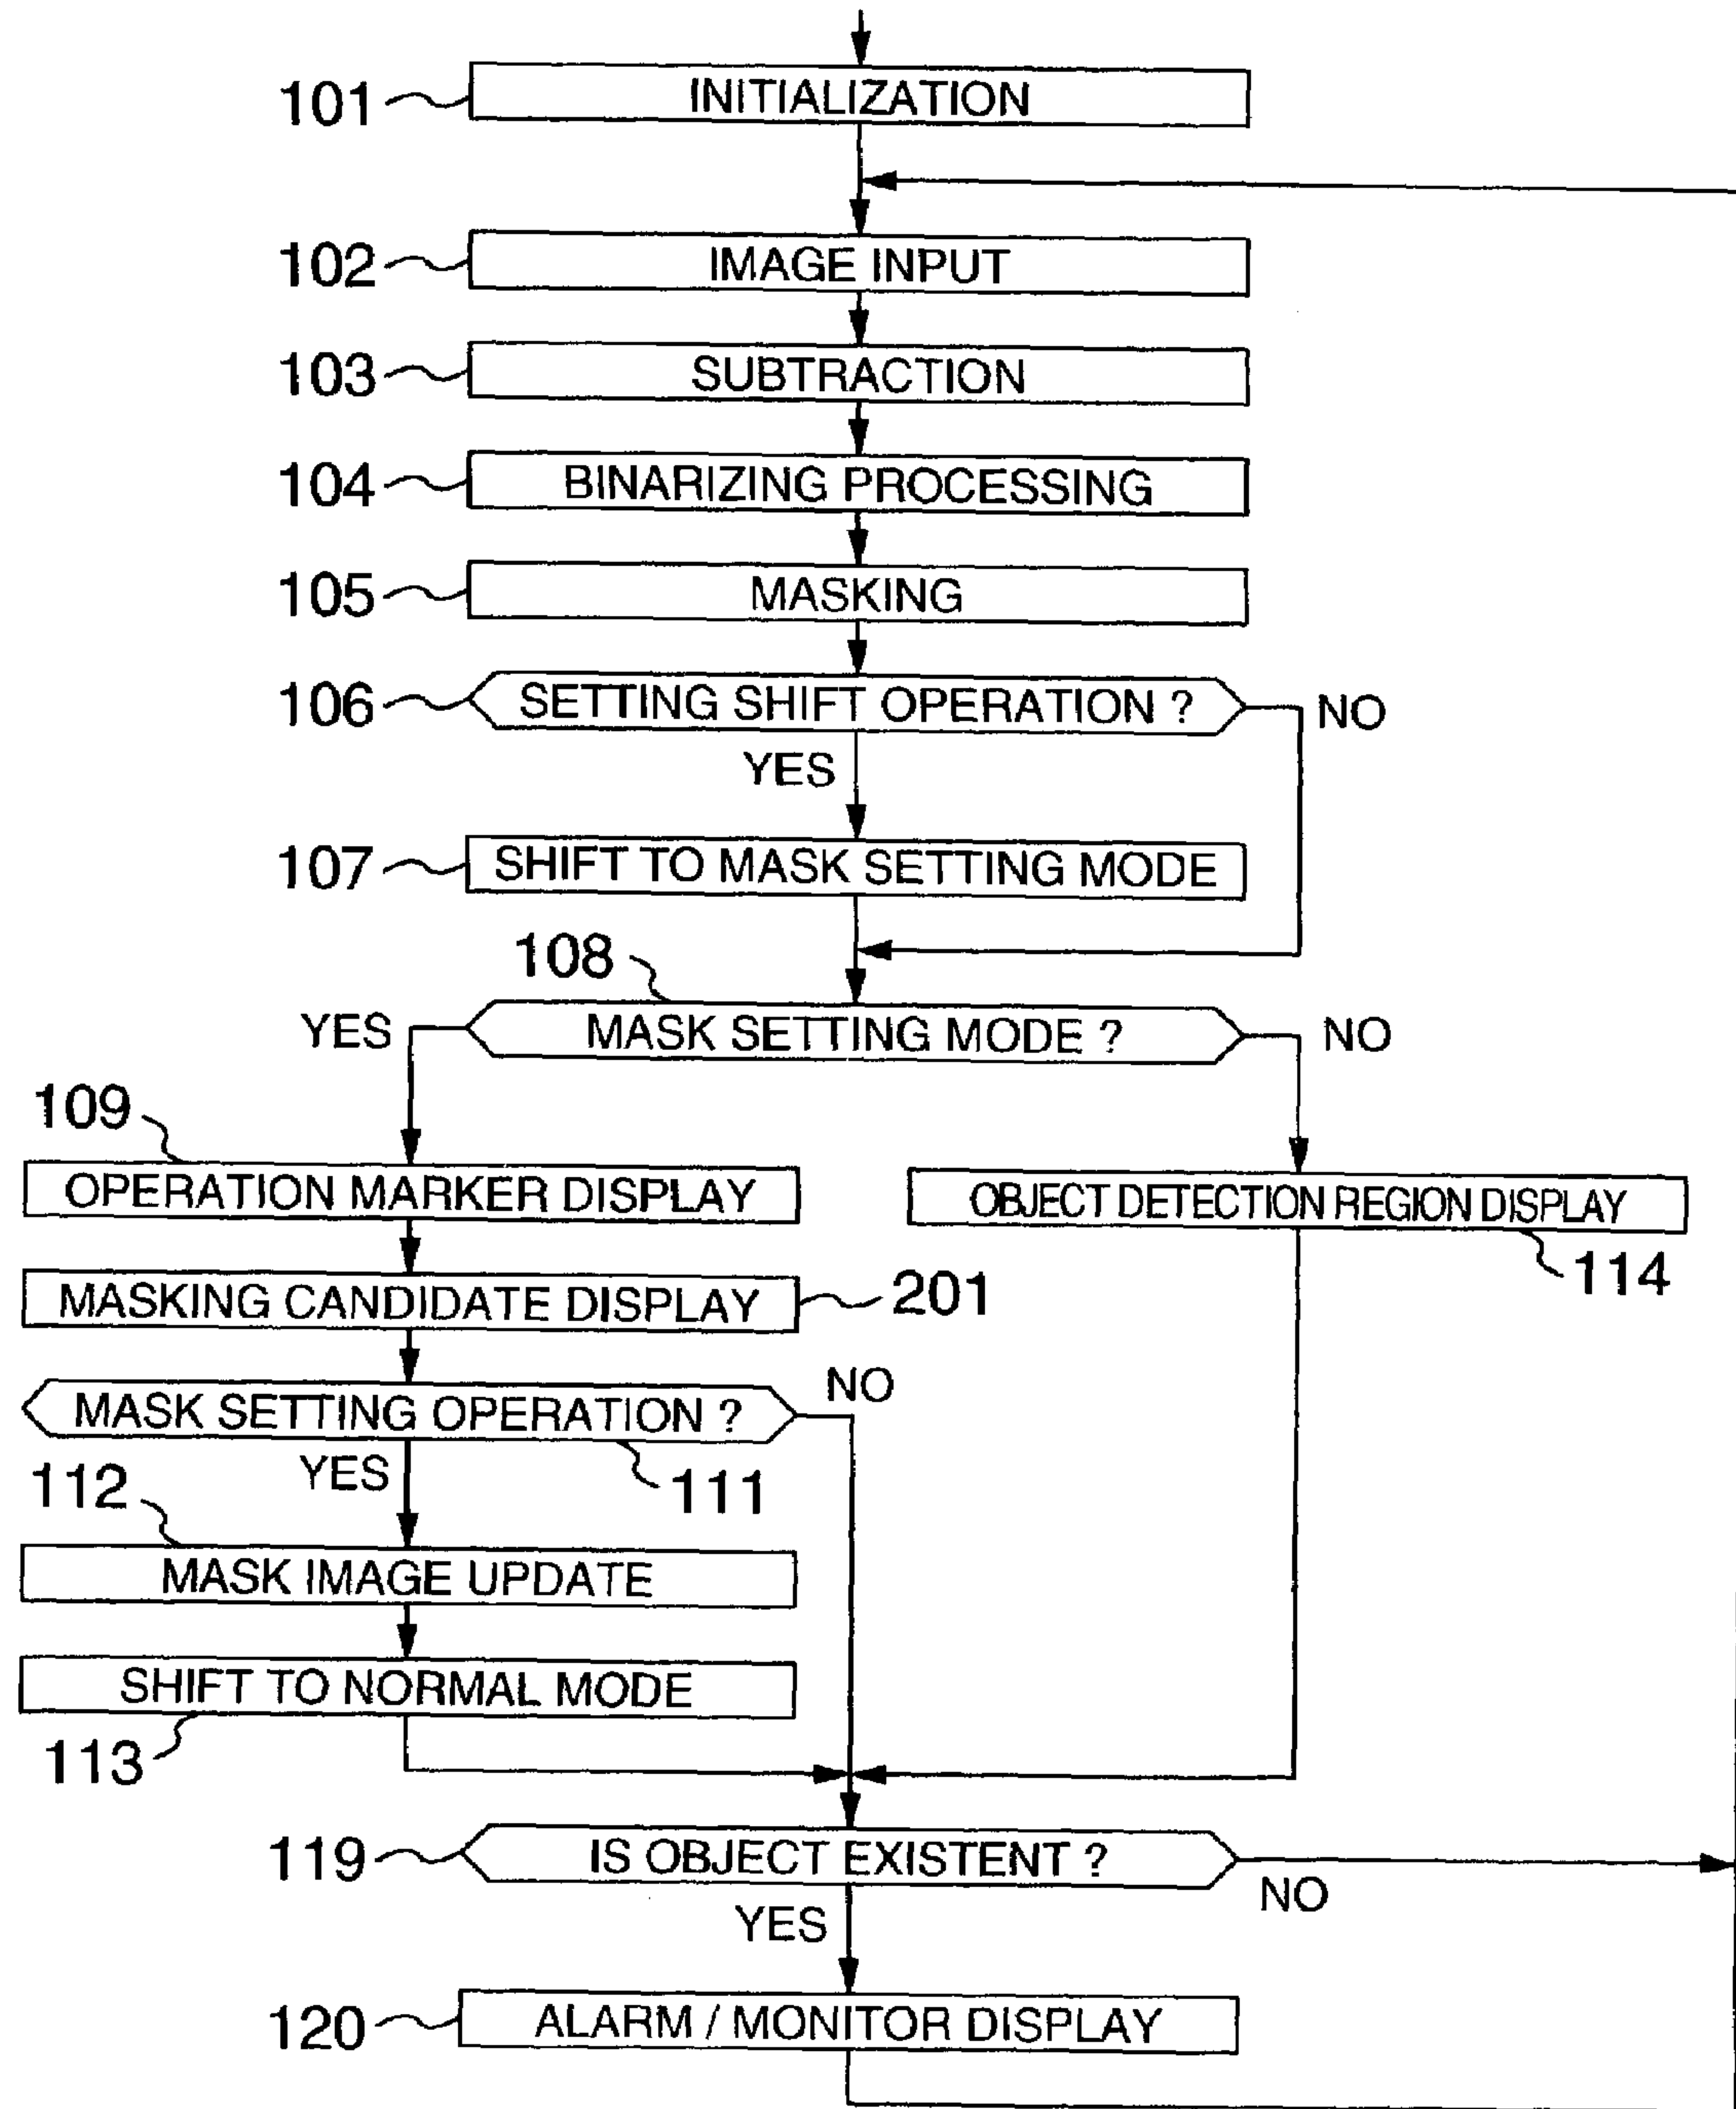 101 INITIALIZATION
102 IMAGE INPUT
103 SUBTRACTION
104 BINARIZING PROCESSING
105 MASKING
106 SETTING SHIFT OPERATION ? NO
YES
107 SHIFT TO MASK SETTING MODE
108
YES MASK SETTING MODE ? NO
109
OPERATION MARKER DISPLAY
OBJECT DETECTION REGION DISPLAY
114
MASKING CANDIDATE DISPLAY 201
MASK SETTING OPERATION ? NO
YES 111
112
MASK IMAGE UPDATE
SHIFT TO NORMAL MODE
113
119 IS OBJECT EXISTENT ? NO
YES
120 ALARM / MONITOR DISPLAY